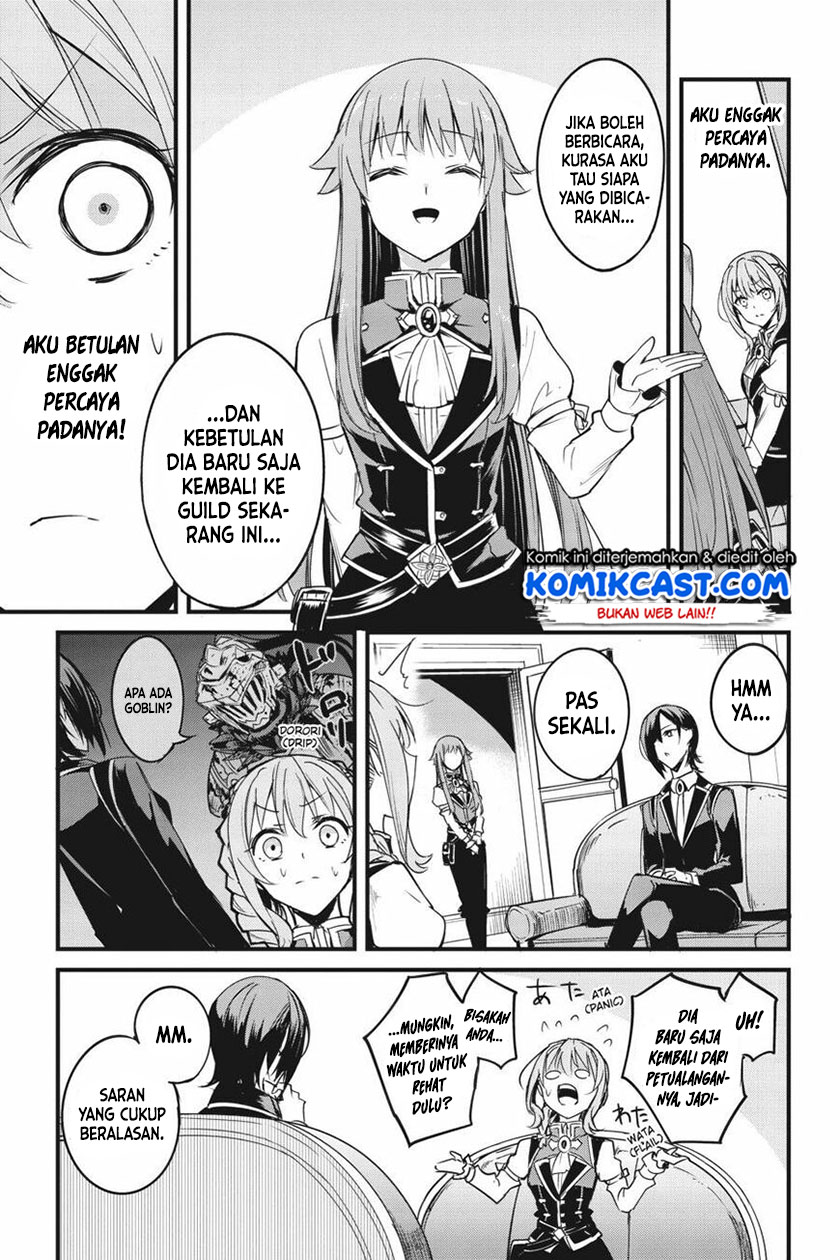 AKU ENGGAK
PERCAYA
PADANYA.
JIKA BOLEH
BERBICARA,
KURASA AKU
TAU SIAPA
YANG DIBICA-
RAKAN...
...DAN
KEBETULAN
DIA BARU SAJA
KEMBALI KE
GUILD SEKA-
RANG INI...
AKU BETULAN
ENGGAK
PERCAYA
PADANYA!
Komik ini diterjemahkan & diedit oleh
KOMIKCAST.COM
BUKAN WEB LAIN!!
HMM
YA...
PAS
SEKALI.
ドロロ
DORORI
(DRIP)
APA ADA
GOBLIN?
UH!
DIA
BARU SAJA
KEMBALI DARI
PETUALANGAN-
NYA, JADI-
あた
ATA
(PANIC)
わた
WATA
(FLAIL)
BISAKAH
ANDA...
...MUNGKIN,
MEMBERINYA
WAKTU UNTUK
REHAT
DULU?
MM.
SARAN
YANG CUKUP
BERALASAN.